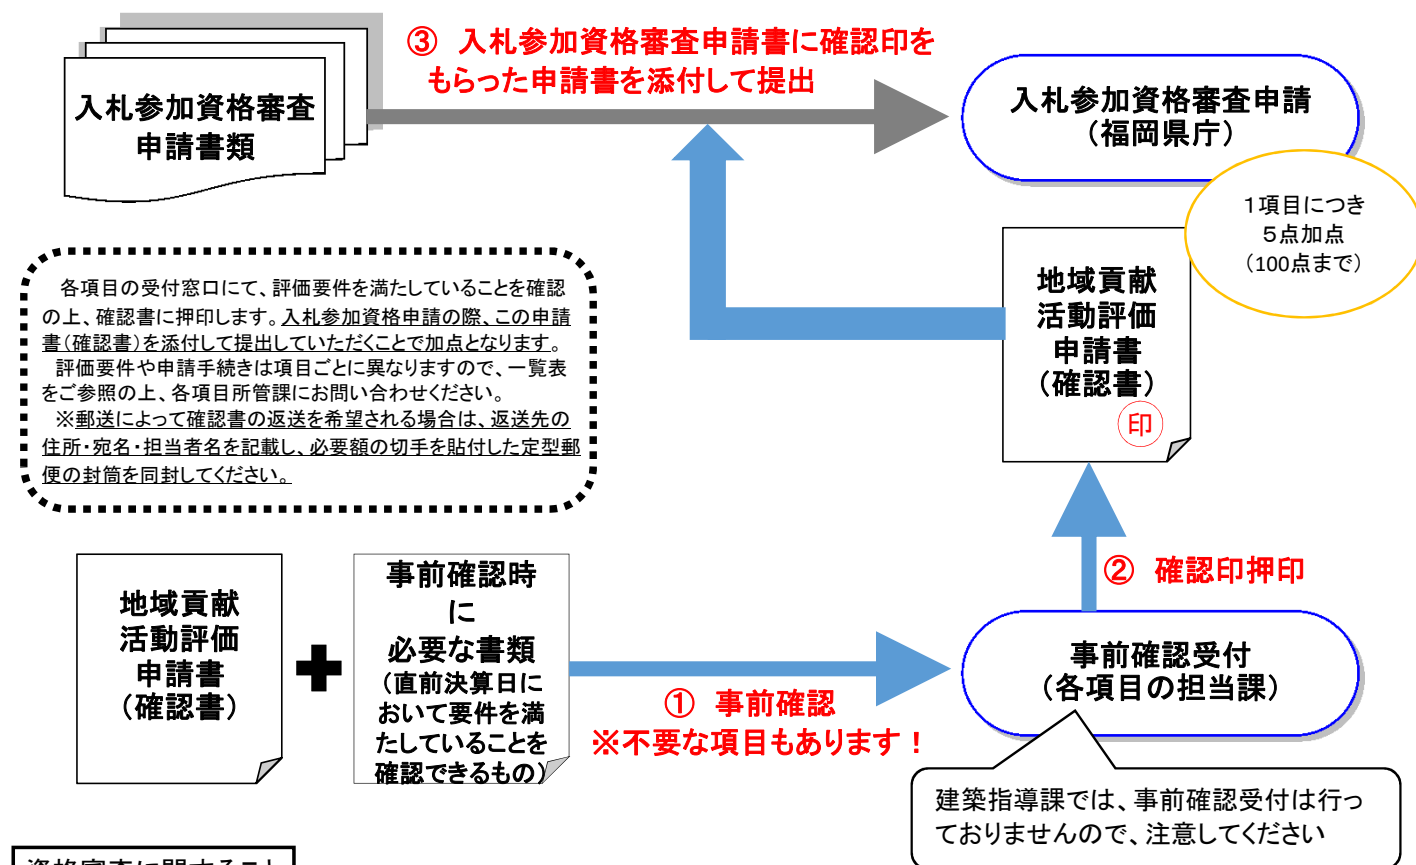 ③　入札参加資格審査申請書に確認印を
もらった申請書を添付して提出
入札参加資格審査
申請書類
入札参加資格審査申請
（福岡県庁）
１項目につき
５点加点
（100点まで）
地域貢献
活動評価
申請書
（確認書）
印
各項目の受付窓口にて、評価要件を満たしていることを確認
の上、確認書に押印します。入札参加資格申請の際、この申請
書（確認書）を添付して提出していただくことで加点となります。
評価要件や申請手続きは項目ごとに異なりますので、一覧表
をご参照の上、各項目所管課にお問い合わせください。
※郵送によって確認書の返送を希望される場合は、返送先の
住所・宛名・担当者名を記載し、必要額の切手を貼付した定型郵
便の封筒を同封してください。
②　確認印押印
地域貢献
活動評価
申請書
（確認書）
事前確認時
に
必要な書類
（直前決算日に
おいて要件を満
たしていることを
確認できるもの）
①　事前確認
※不要な項目もあります！
事前確認受付
（各項目の担当課）
建築指導課では、事前確認受付は行っ
ておりませんので、注意してください
資格審査に関すること